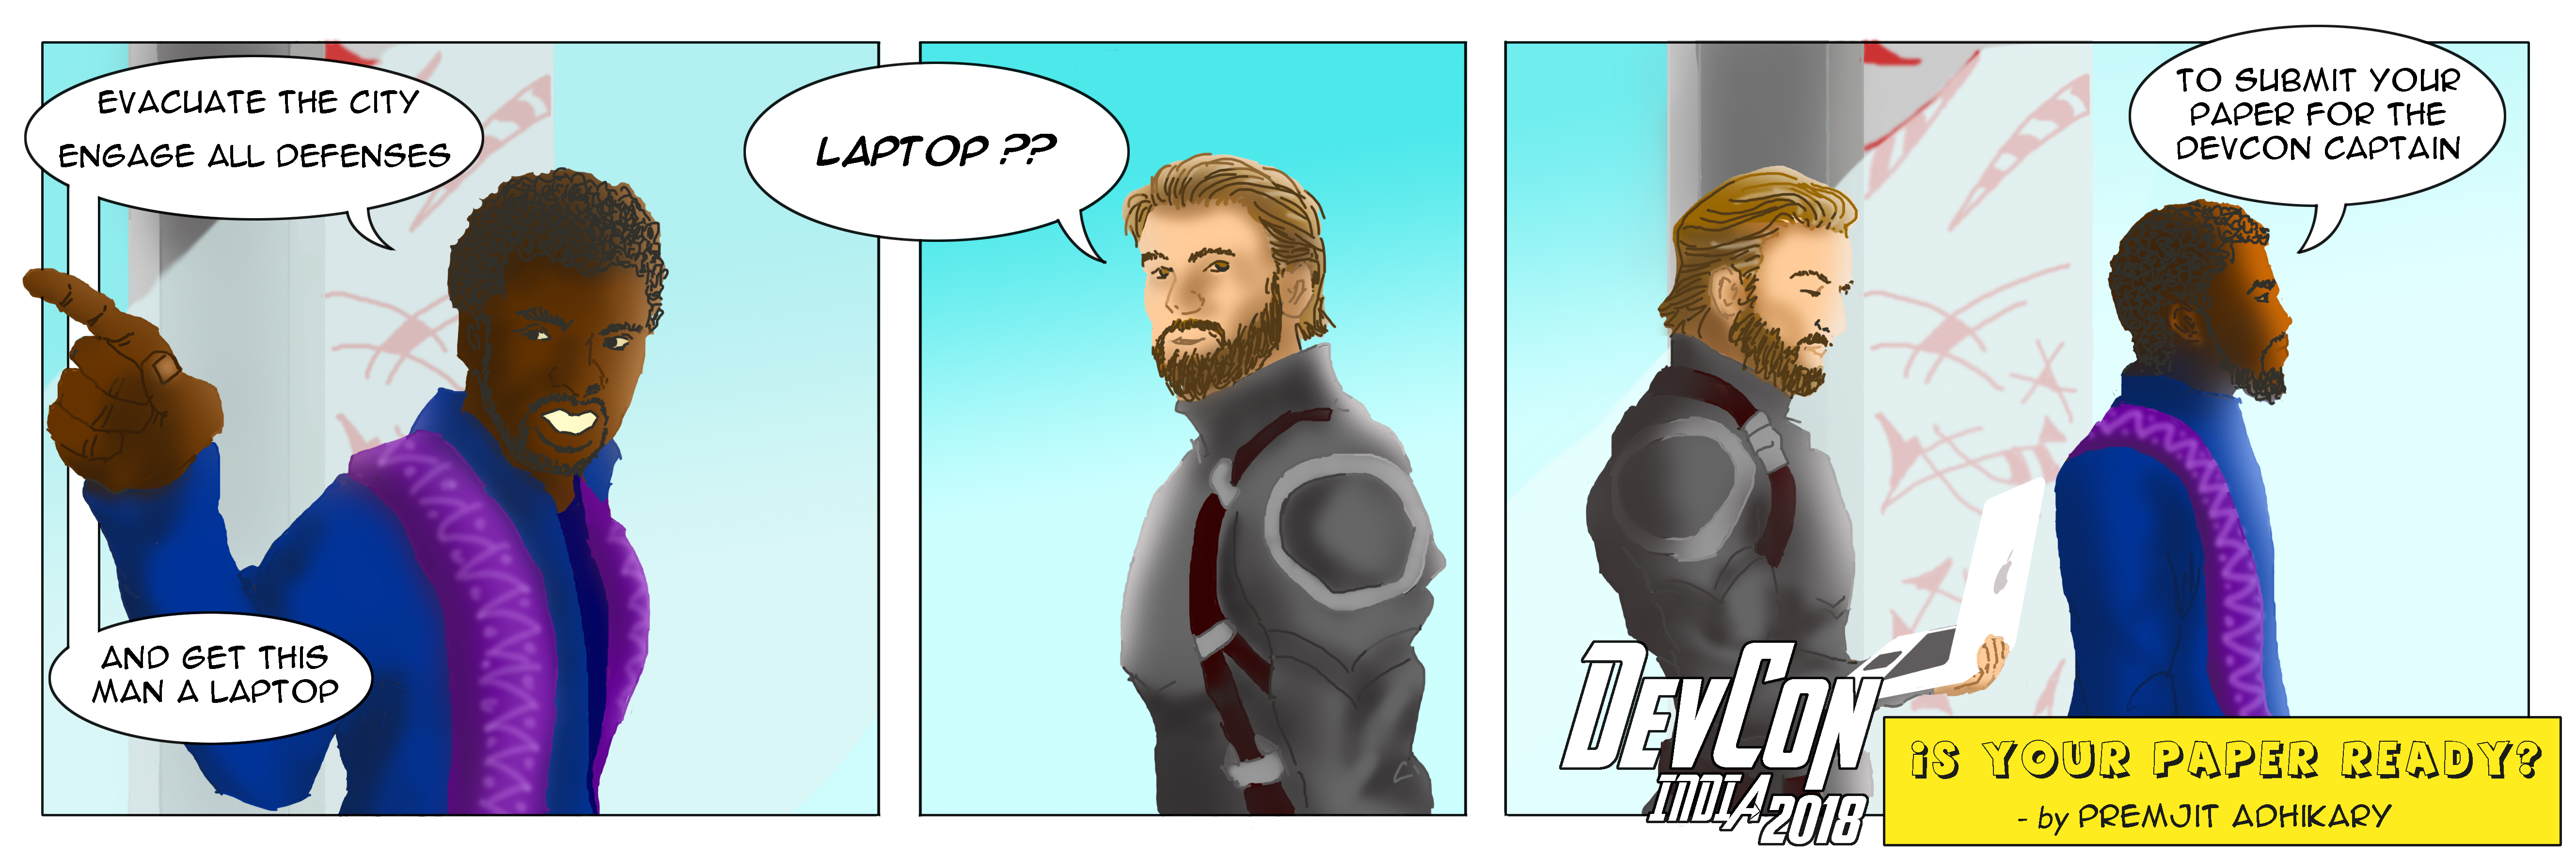 EVACUATE THE CITY
ENGAGE ALL DEFENSES
AND GET THIS
MAN A LAPTOP
LAPTOP ??
TO SUBMIT YOUR
PAPER FOR THE
DEVCON CAPTAIN
DEVCON
INDIA 2018
iS YOUR PAPER READY?
- by PREMJIT ADHIKARY